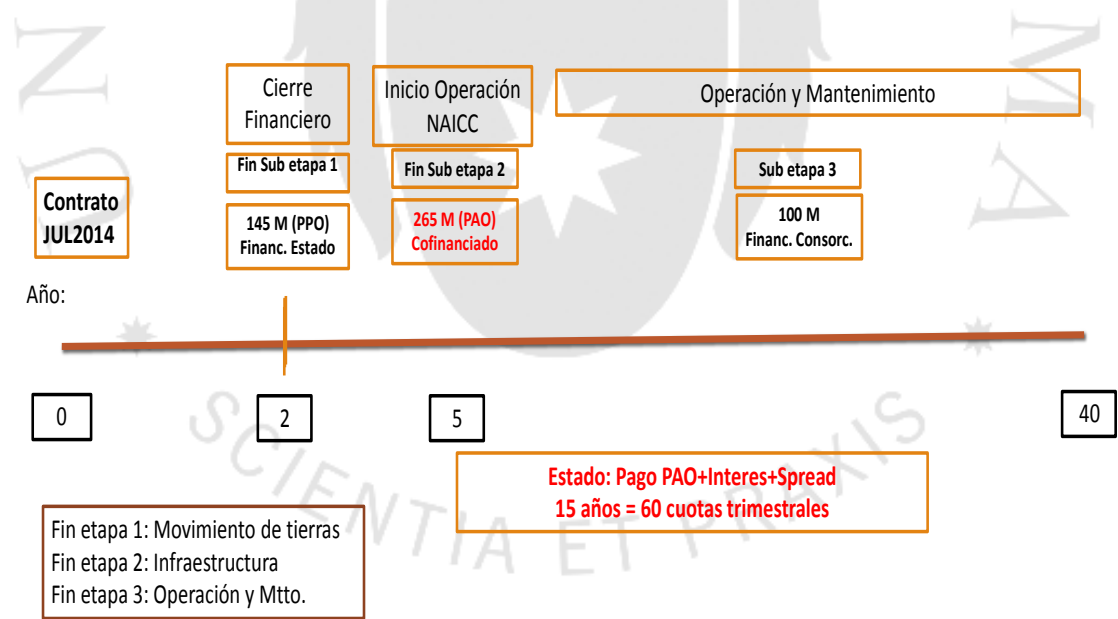 Cierre
Financiero
Inicio Operación
NAICC
Operación y Mantenimiento
Fin Sub etapa 1
Fin Sub etapa 2
Sub etapa 3
Contrato
JUL2014
145 M (PPO)
Financ. Estado
265 M (PAO)
Cofinanciado
100 M
Financ. Consorc.
Año:
0
2
5
40
Estado: Pago PAO+Interes+Spread
15 años = 60 cuotas trimestrales
Fin etapa 1: Movimiento de tierras
Fin etapa 2: Infraestructura
Fin etapa 3: Operación y Mtto.
SCIENTIA ET PRAXIS